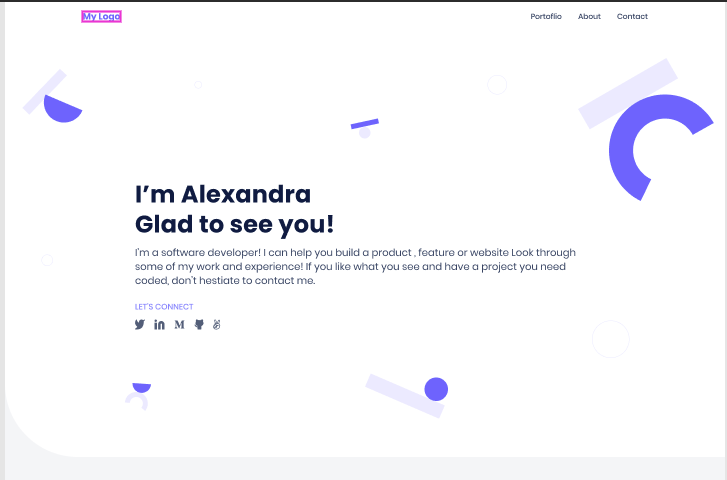 My Logo
Portoflio About Contact
I’m Alexandra
Glad to see you!
I’m a software developer! I can help you build a product , feature or website Look through
some of my work and experience! If you like what you see and have a project you need
coded, don’t hestiate to contact me.
LET’S CONNECT